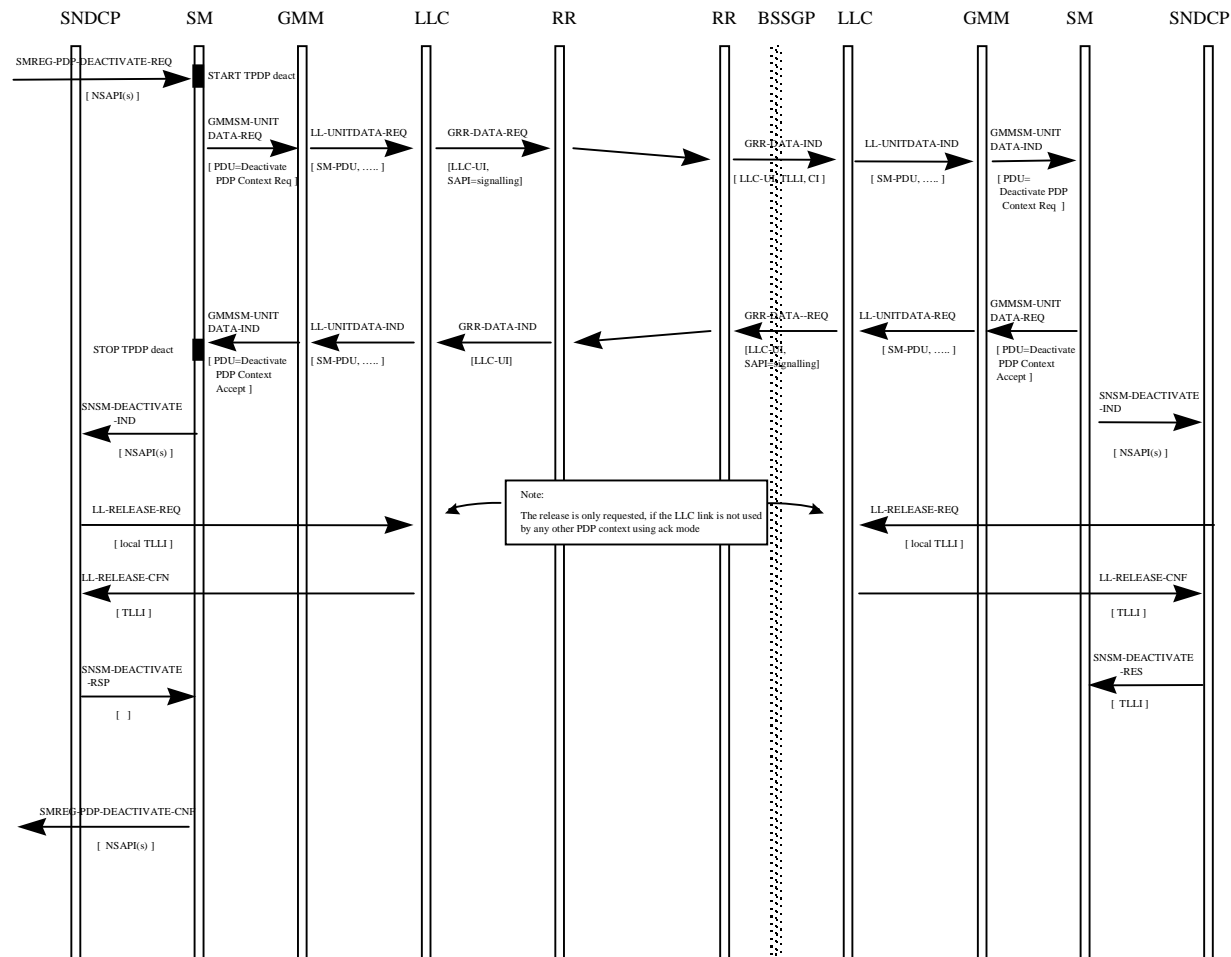 SNDCP SM GMM LLC RR RR BSSGP LLC GMM SM SNDCP
SMREG-PDP-DEACTIVATE-REQ
[ NSAPI(s) ]
START TPDP deact
GMMSM-UNIT
DATA-REQ
[ PDU=Deactivate
PDP Context Req ]
LL-UNITDATA-REQ
[ SM-PDU, ….. ]
GRR-DATA-REQ
[LLC-UI,
SAPI=signalling]
GRR-DATA-IND
[ LLC-UI, TLLI, CI ]
LL-UNITDATA-IND
[ SM-PDU, ….. ]
GMMSM-UNIT
DATA-IND
[ PDU=
Deactivate PDP
Context Req ]
STOP TPDP deact
GMMSM-UNIT
DATA-IND
[ PDU=Deactivate
PDP Context
Accept ]
LL-UNITDATA-IND
[ SM-PDU, ….. ]
GRR-DATA-IND
[LLC-UI]
GRR-DATA--REQ
[LLC-UI,
SAPI=signalling]
LL-UNITDATA-REQ
[ SM-PDU, ….. ]
GMMSM-UNIT
DATA-REQ
[ PDU=Deactivate
PDP Context
Accept ]
SNSM-DEACTIVATE
-IND
[ NSAPI(s) ]
SNSM-DEACTIVATE
-IND
[ NSAPI(s) ]
Note:
The release is only requested, if the LLC link is not used
by any other PDP context using ack mode
LL-RELEASE-REQ
[ local TLLI ]
LL-RELEASE-REQ
[ local TLLI ]
LL-RELEASE-CFN
[ TLLI ]
LL-RELEASE-CNF
[ TLLI ]
SNSM-DEACTIVATE
-RSP
[ ]
SNSM-DEACTIVATE
-RES
[ TLLI ]
SMREG-PDP-DEACTIVATE-CNF
[ NSAPI(s) ]